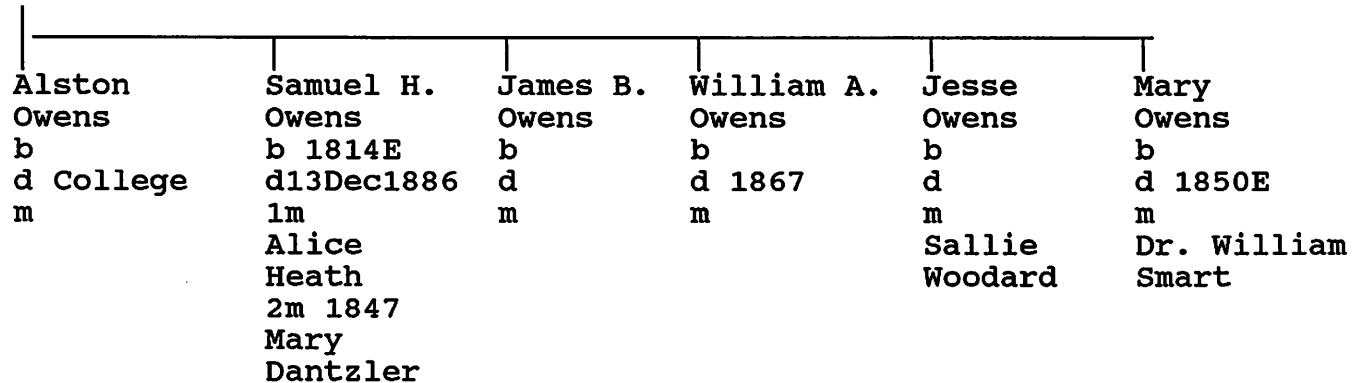 Alston Samuel H. James B. William A. Jesse Mary
Owens Owens Owens Owens Owens Owens
b b 1814E b b b b
d College d13Dec1886 d d 1867 d d 1850E
m 1m m m m m
Alice Sallie Dr. William
Heath Woodard Smart
2m 1847
Mary
Dantzler